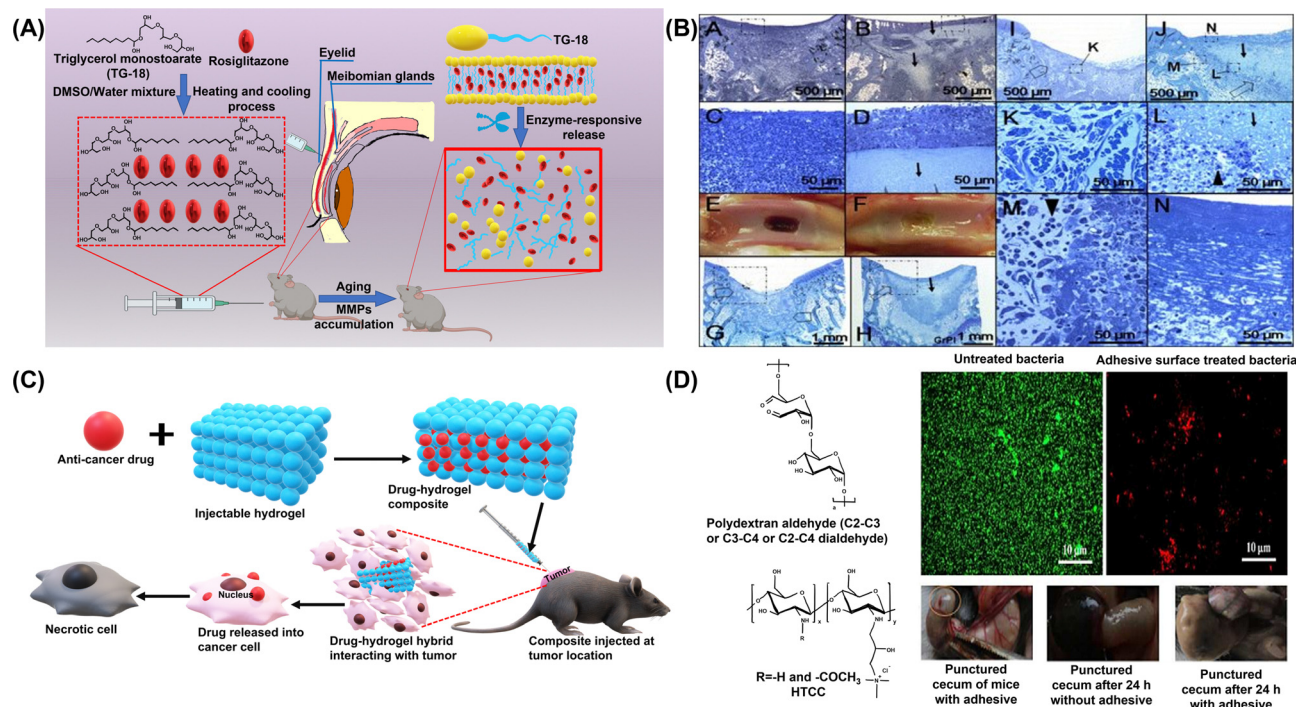 (A)
Triglycerol monostoarate
(TG-18)
Rosiglitazone
DMSO/Water mixture
Heating and cooling
process
Eyelid
Meibomian glands
TG-18
Enzyme-responsive
release
Aging
MMPs
accumulation
(B)
A
500 µm
B
500 µm
I
K
500 µm
J
N
M
L
500 µm
C
50 µm
D
50 µm
K
50 µm
L
50 µm
E
F
G
1 mm
H
GrPl
1 mm
M
50 µm
N
50 µm
(C)
Anti-cancer drug
+
Injectable hydrogel
Drug-hydrogel
composite
Tumor
Composite injected at
tumor location
Drug-hydrogel hybrid
interacting with tumor
Nucleus
Drug released into
cancer cell
Necrotic cell
(D)
Polydextran aldehyde (C2-C3
or C3-C4 or C2-C4 dialdehyde)
R=-H and -COCH₃
HTCC
Untreated bacteria
Adhesive surface treated bacteria
10 µm
10 µm
Punctured
cecum of mice
with adhesive
Punctured
cecum after 24 h
without adhesive
Punctured
cecum after 24 h
with adhesive